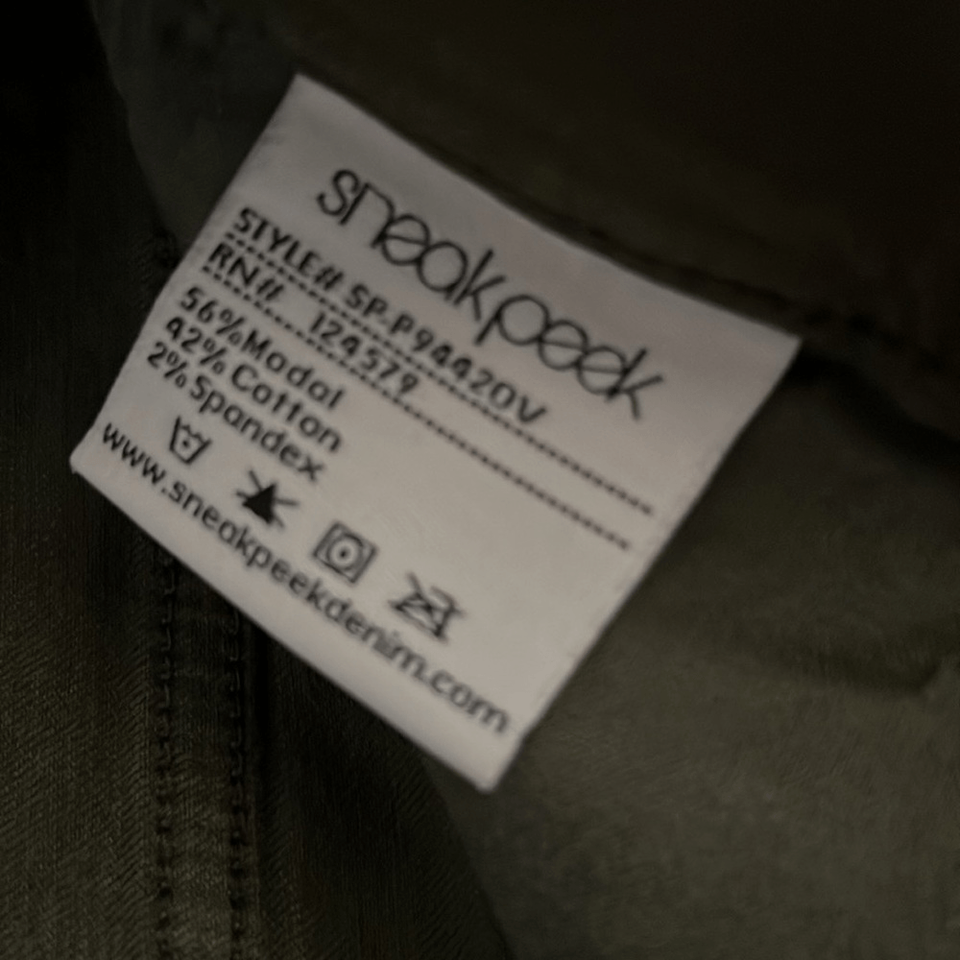 sneakpeek
STYLE# SP-P94420V
RN# 124579
56%Modal
42% Cotton
2%Spandex
www.sneakpeekdenim.com